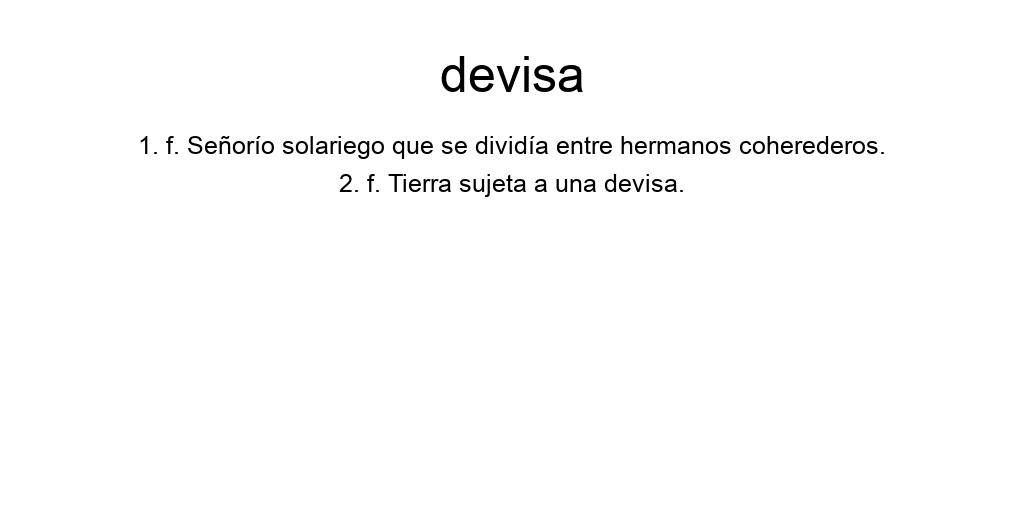 devisa
1. f. Señorío solariego que se dividía entre hermanos coherederos.
2. f. Tierra sujeta a una devisa.